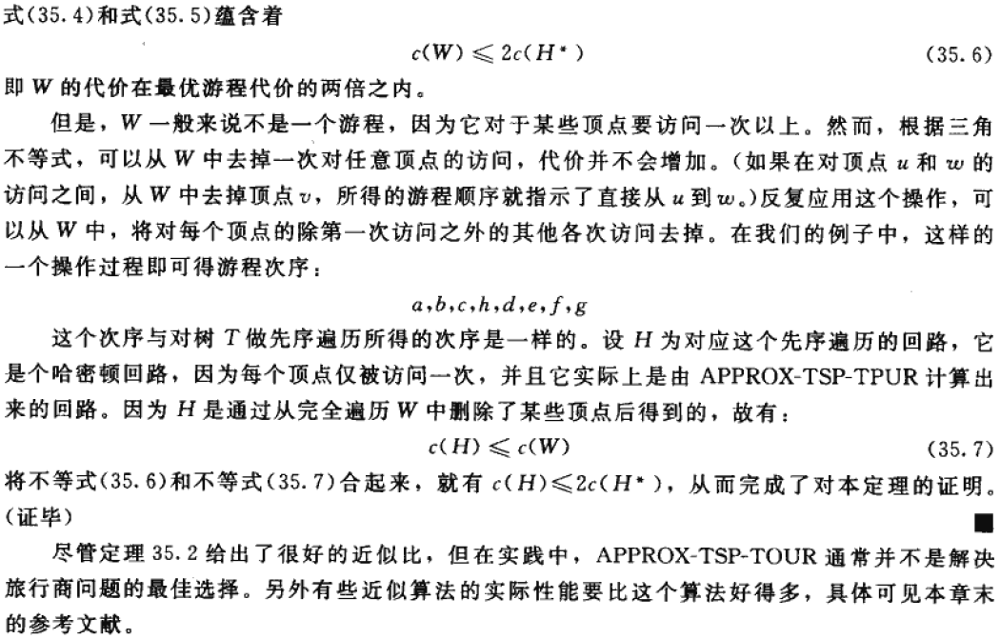 式(35.4)和式(35.5)蕴含着
c(W) ≤ 2c(H*) (35.6)
即 W 的代价在最优游程代价的两倍之内。
但是，W 一般来说不是一个游程，因为它对于某些顶点要访问一次以上。然而，根据三角
不等式，可以从 W 中去掉一次对任意顶点的访问，代价并不会增加。(如果在对顶点 u 和 w 的
访问之间，从 W 中去掉顶点 v，所得的游程顺序就指示了直接从 u 到 w。)反复应用这个操作，可
以从 W 中，将对每个顶点的除第一次访问之外的其他各次访问去掉。在我们的例子中，这样的
一个操作过程即可得游程次序：
a,b,c,h,d,e,f,g
这个次序与对树 T 做先序遍历所得的次序是一样的。设 H 为对应这个先序遍历的回路，它
是个哈密顿回路，因为每个顶点仅被访问一次，并且它实际上是由 APPROX-TSP-TPUR 计算出
来的回路。因为 H 是通过从完全遍历 W 中删除了某些顶点后得到的，故有：
c(H) ≤ c(W) (35.7)
将不等式(35.6)和不等式(35.7)合起来，就有 c(H)≤2c(H*)，从而完成了对本定理的证明。
(证毕) ■
尽管定理 35.2 给出了很好的近似比，但在实践中，APPROX-TSP-TOUR 通常并不是解决
旅行商问题的最佳选择。另外有些近似算法的实际性能要比这个算法好得多，具体可见本章末
的参考文献。